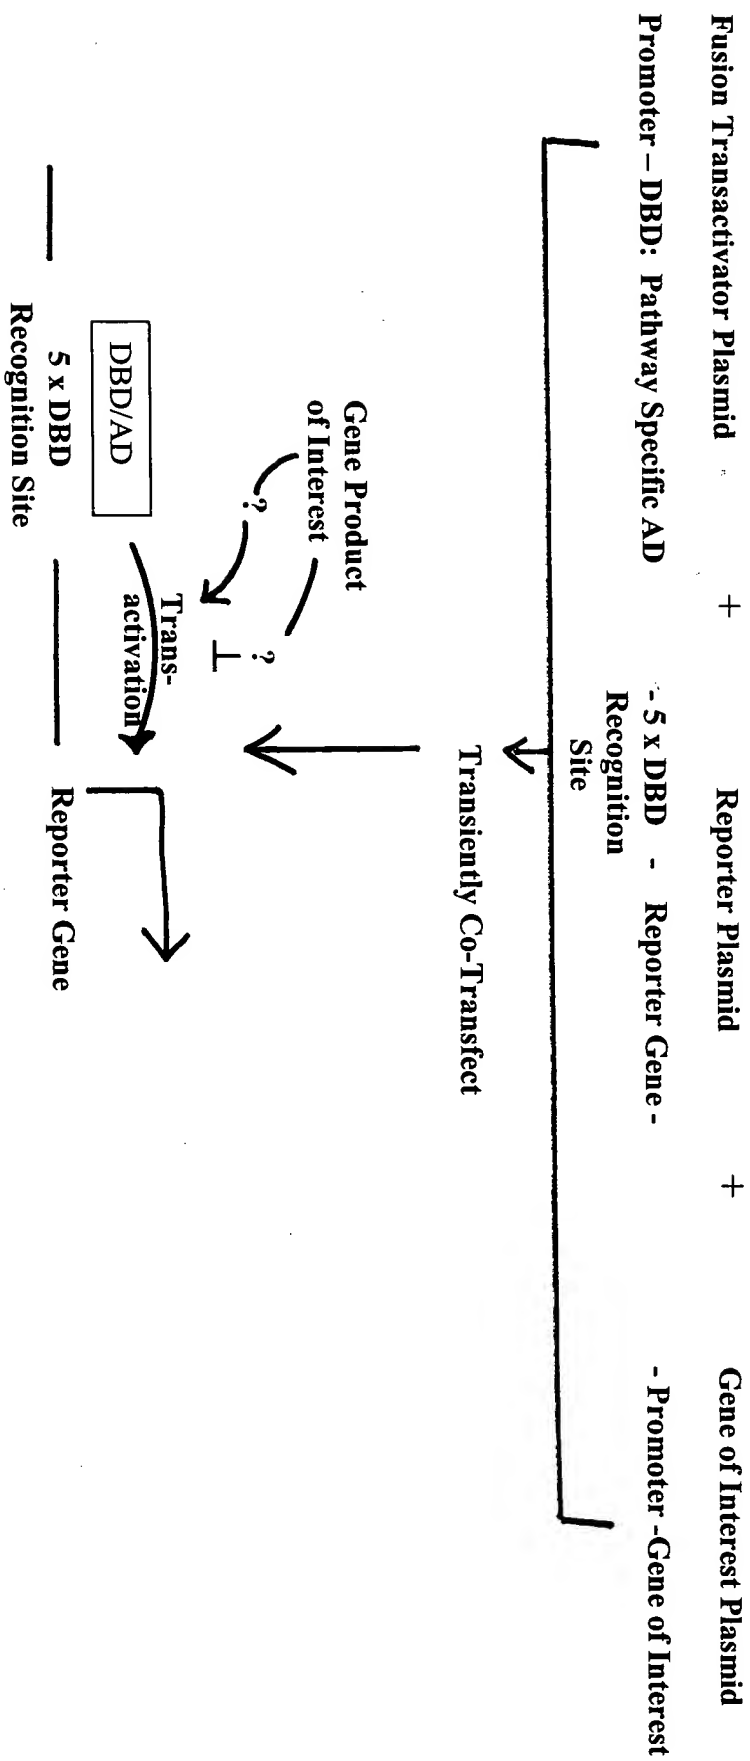 Fusion Transactivator Plasmid + Reporter Plasmid + Gene of Interest Plasmid
Promoter – DBD: Pathway Specific AD - 5 x DBD - Reporter Gene - - Promoter -Gene of Interest
Recognition
Site
Transiently Co-Transfect
Gene Product
of Interest
?
?
Trans-
activation
DBD/AD
5 x DBD
Recognition Site
Reporter Gene